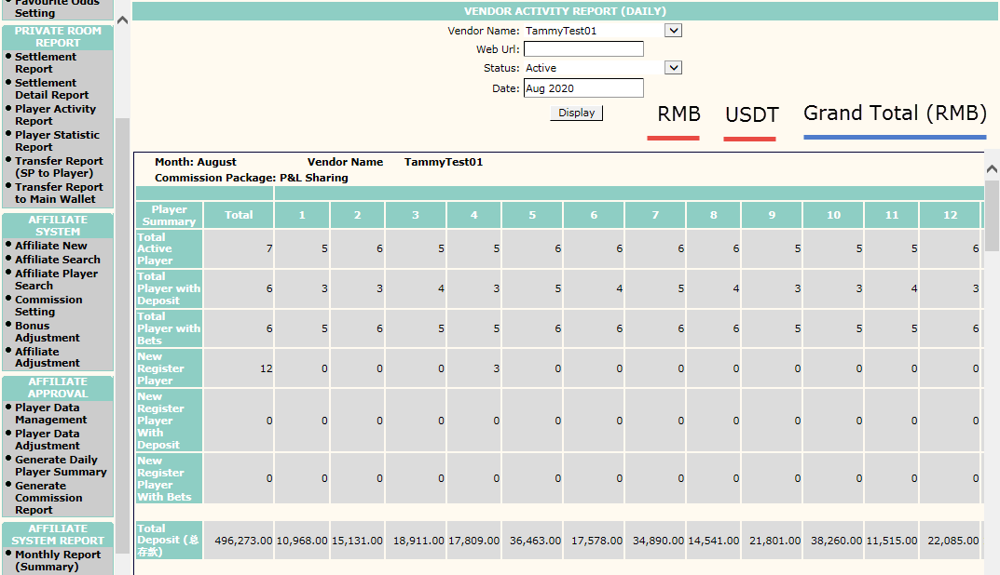 Favourite Odds
Setting
PRIVATE ROOM
REPORT
Settlement
Report
Settlement
Detail Report
Player Activity
Report
Player Statistic
Report
Transfer Report
(SP to Player)
Transfer Report
to Main Wallet
AFFILIATE
SYSTEM
Affiliate New
Affiliate Search
Affiliate Player
Search
Commission
Setting
Bonus
Adjustment
Affiliate
Adjustment
AFFILIATE
APPROVAL
Player Data
Management
Player Data
Adjustment
Generate Daily
Player Summary
Generate
Commission
Report
AFFILIATE
SYSTEM REPORT
Monthly Report
(Summary)
VENDOR ACTIVITY REPORT (DAILY)
Vendor Name: TammyTest01
Web Url:
Status: Active
Date: Aug 2020
Display
RMB USDT Grand Total (RMB)
Month: August Vendor Name TammyTest01
Commission Package: P&L Sharing
Player
Summary
Total 1 2 3 4 5 6 7 8 9 10 11 12
Total
Active
Player
7 5 6 5 5 6 6 6 6 5 5 5 6
Total
Player with
Deposit
6 3 3 4 3 5 4 5 4 3 3 4 3
Total
Player with
Bets
6 5 6 5 5 6 6 6 6 5 5 5 6
New
Register
Player
12 0 0 0 3 0 0 0 0 0 0 0 0
New
Register
Player
With
Deposit
0 0 0 0 0 0 0 0 0 0 0 0 0
New
Register
Player
With Bets
0 0 0 0 0 0 0 0 0 0 0 0 0
Total
Deposit (总
存款)
496,273.00 10,968.00 15,131.00 18,911.00 17,809.00 36,463.00 17,578.00 34,890.00 14,541.00 21,801.00 38,260.00 11,515.00 22,085.00